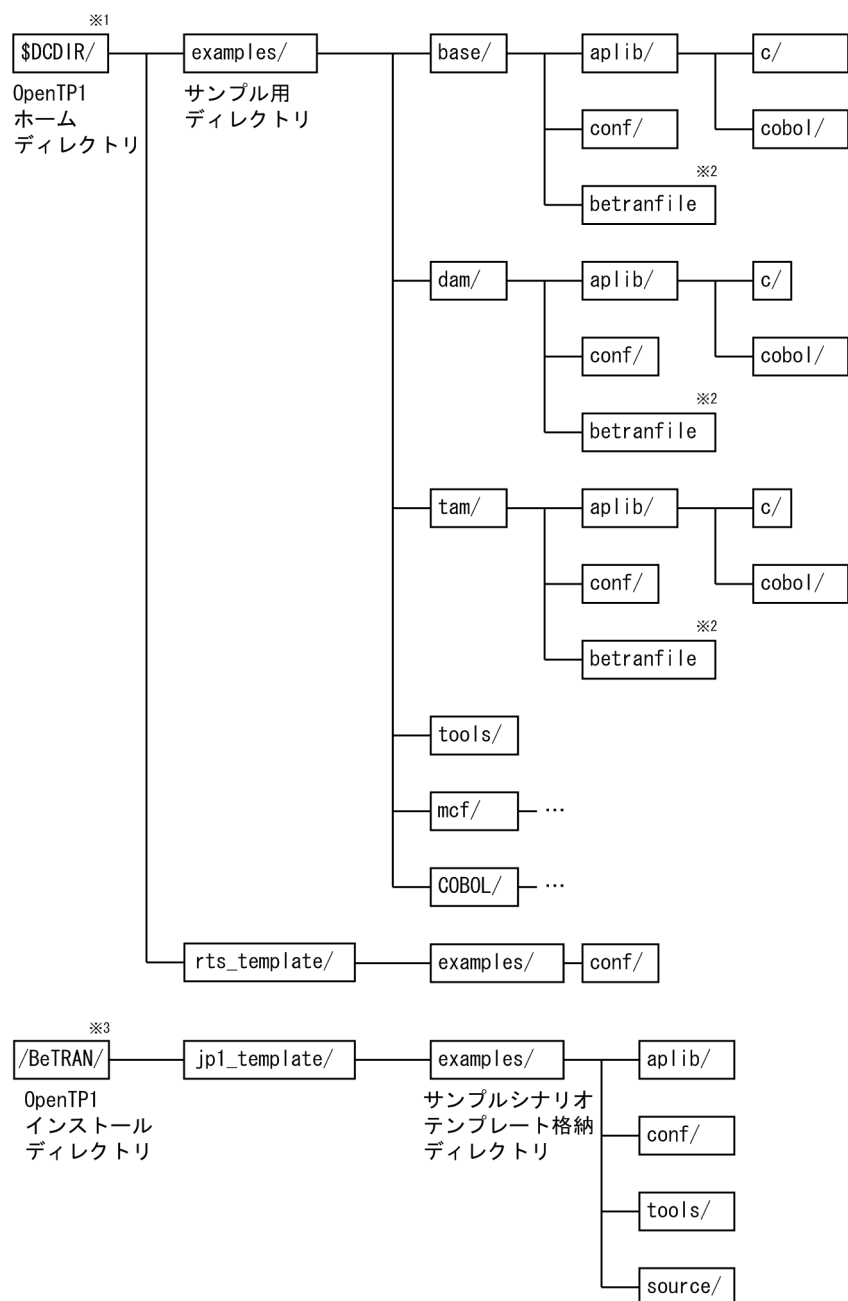 ※1
$DCDIR/ examples/ base/ aplib/ c/
OpenTP1
ホーム
ディレクトリ
サンプル用
ディレクトリ
conf/ cobol/
※2
betranfile
dam/ aplib/ c/
conf/ cobol/
※2
betranfile
tam/ aplib/ c/
conf/ cobol/
※2
betranfile
tools/
mcf/ …
COBOL/ …
rts_template/ examples/ conf/
※3
/BeTRAN/ jp1_template/ examples/ aplib/
OpenTP1
インストール
ディレクトリ
サンプルシナリオ
テンプレート格納
ディレクトリ
conf/
tools/
source/